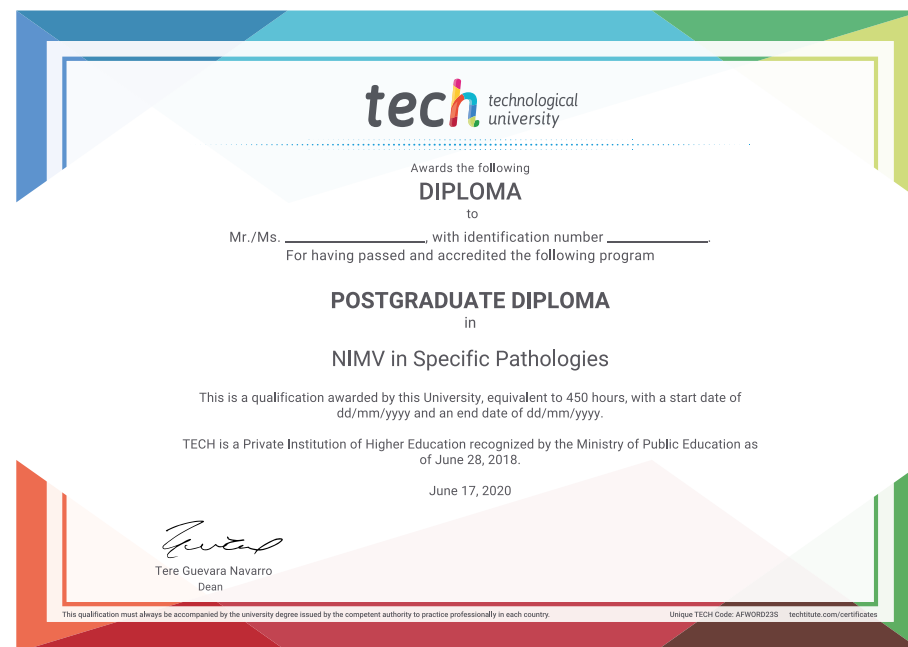 tech technological
university
Awards the following
DIPLOMA
to
Mr./Ms. ____________________, with identification number ______________.
For having passed and accredited the following program
POSTGRADUATE DIPLOMA
in
NIMV in Specific Pathologies
This is a qualification awarded by this University, equivalent to 450 hours, with a start date of
dd/mm/yyyy and an end date of dd/mm/yyyy.
TECH is a Private Institution of Higher Education recognized by the Ministry of Public Education as
of June 28, 2018.
June 17, 2020
Tere Guevara Navarro
Dean
This qualification must always be accompanied by the university degree issued by the competent authority to practice professionally in each country. Unique TECH Code: AFWORD23S techtitute.com/certificates